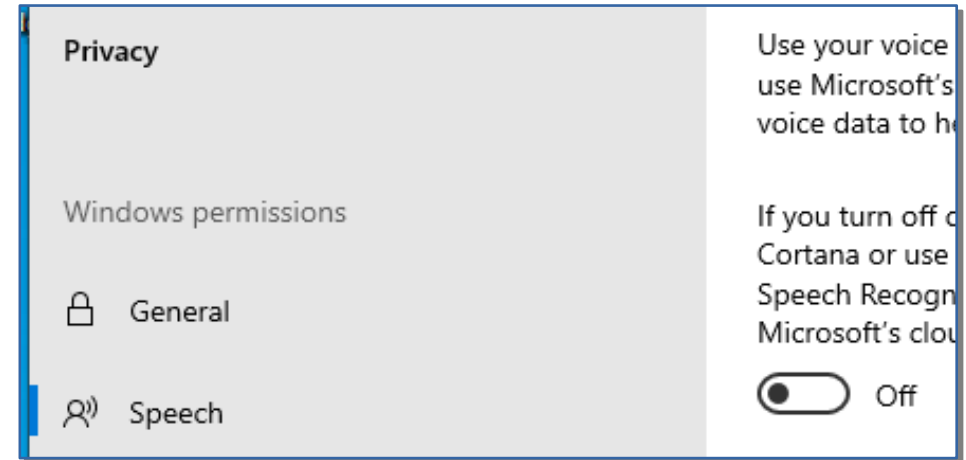 Privacy
Windows permissions
General
Speech
Use your voice
use Microsoft's
voice data to
If you turn off
Cortana or use
Speech Recogn
Microsoft's clou
Off